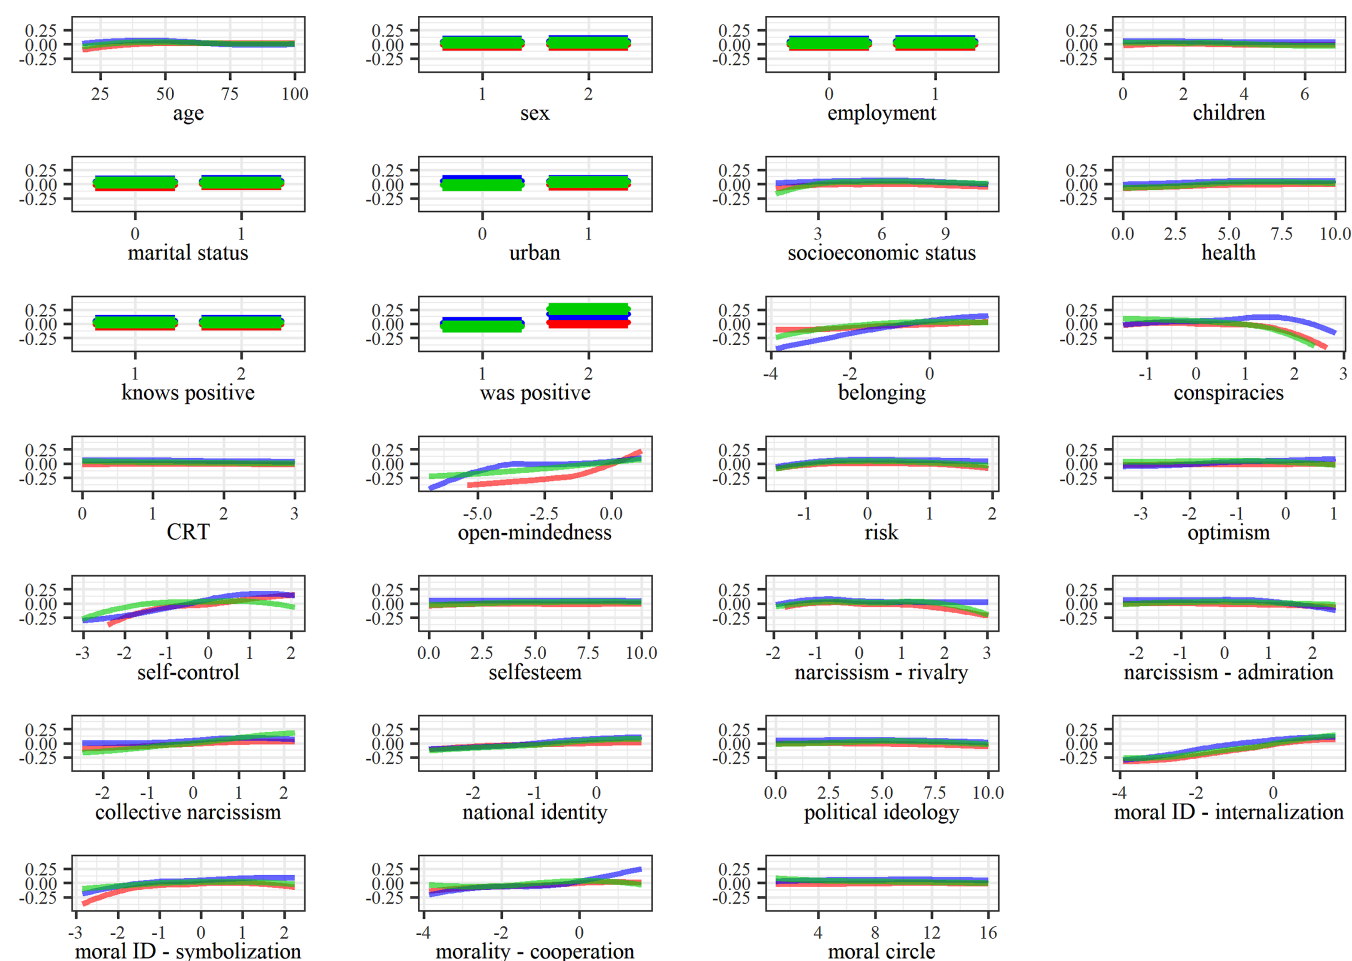 0.25 0.25 0.25 0.25
0.00 0.00 0.00 0.00
-0.25 -0.25 -0.25 -0.25
25 50 75 100 1 2 0 1 0 2 4 6
age sex employment children
0.25 0.25 0.25 0.25
0.00 0.00 0.00 0.00
-0.25 -0.25 -0.25 -0.25
0 1 0 1 3 6 9 0.0 2.5 5.0 7.5 10.0
marital status urban socioeconomic status health
0.25 0.25 0.25 0.25
0.00 0.00 0.00 0.00
-0.25 -0.25 -0.25 -0.25
1 2 1 2 -4 -2 0 -1 0 1 2 3
knows positive was positive belonging conspiracies
0.25 0.25 0.25 0.25
0.00 0.00 0.00 0.00
-0.25 -0.25 -0.25 -0.25
0 1 2 3 -5.0 -2.5 0.0 -1 0 1 2 -3 -2 -1 0 1
CRT open-mindedness risk optimism
0.25 0.25 0.25 0.25
0.00 0.00 0.00 0.00
-0.25 -0.25 -0.25 -0.25
-3 -2 -1 0 1 2 0.0 2.5 5.0 7.5 10.0 -2 -1 0 1 2 3 -2 -1 0 1 2
self-control selfesteem narcissism - rivalry narcissism - admiration
0.25 0.25 0.25 0.25
0.00 0.00 0.00 0.00
-0.25 -0.25 -0.25 -0.25
-2 -1 0 1 2 -2 -1 0 0.0 2.5 5.0 7.5 10.0 -4 -2 0
collective narcissism national identity political ideology moral ID - internalization
0.25 0.25 0.25
0.00 0.00 0.00
-0.25 -0.25 -0.25
-3 -2 -1 0 1 2 -4 -2 0 4 8 12 16
moral ID - symbolization morality - cooperation moral circle